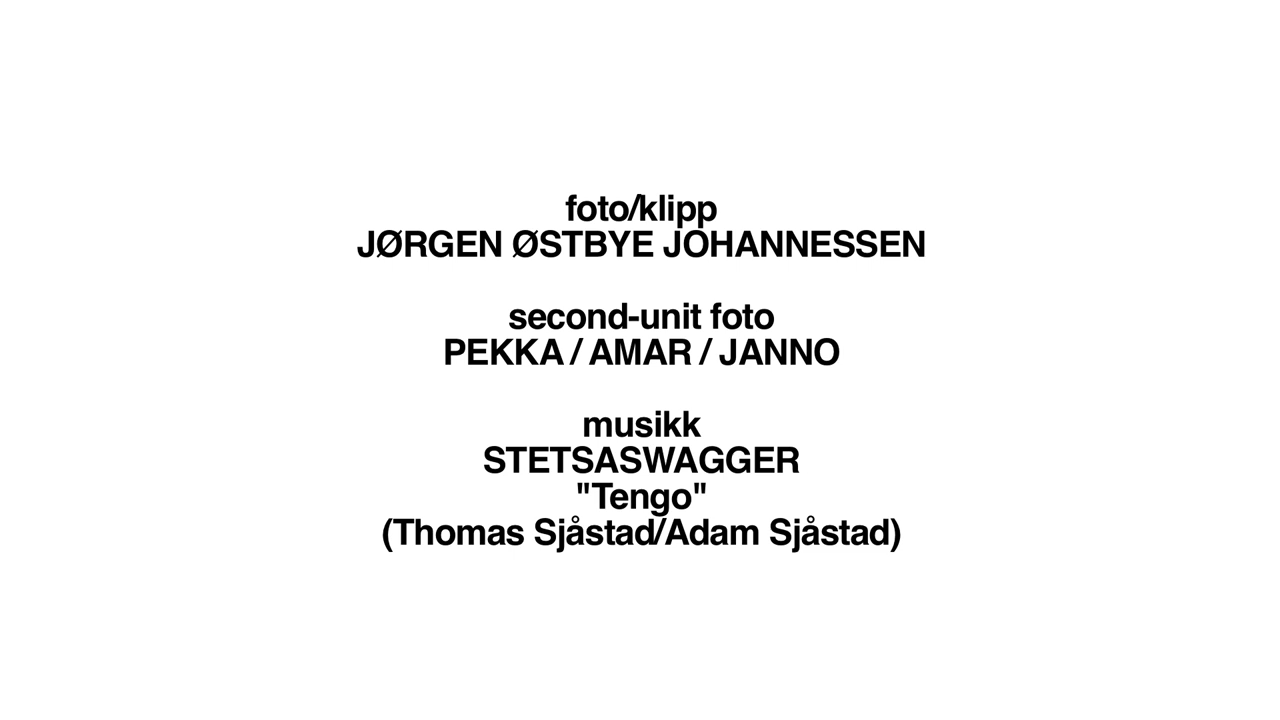 foto/klipp
JØRGEN ØSTBYE JOHANNESSEN
second-unit foto
PEKKA / AMAR / JANNO
musikk
STETSASWAGGER
"Tengo"
(Thomas Sjåstad/Adam Sjåstad)